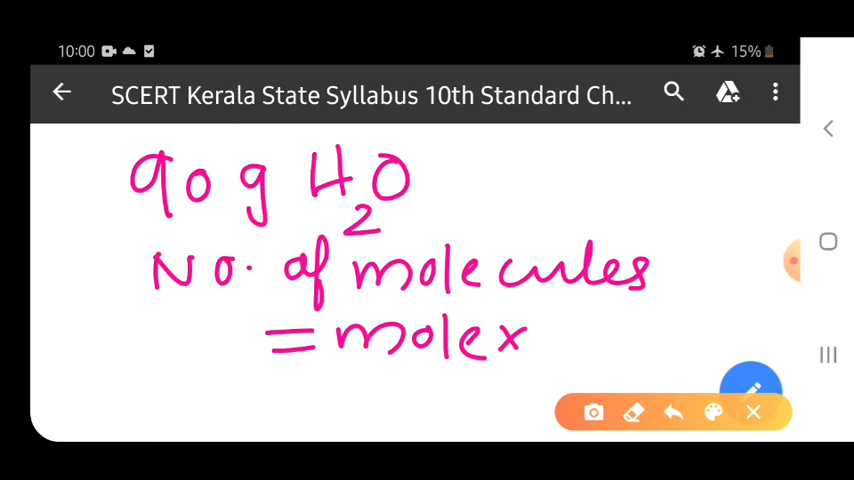 10:00
15%
SCERT Kerala State Syllabus 10th Standard Ch...
90 g H2O
No. of molecules
= mole x